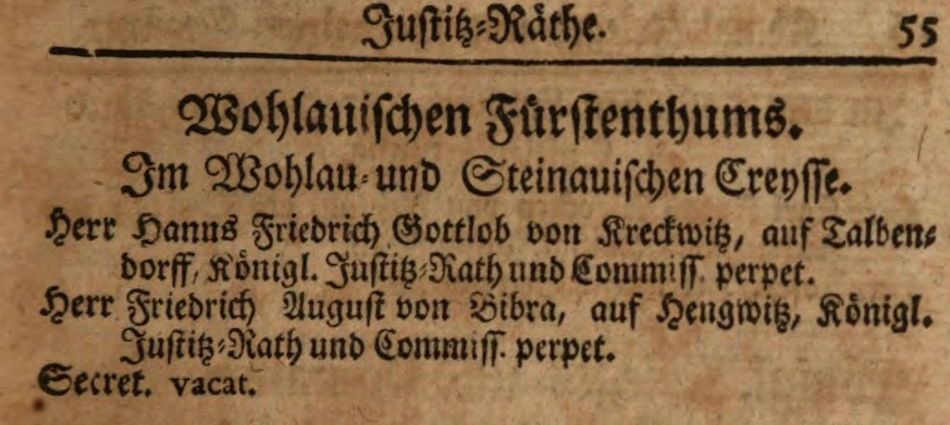 Justitz-Räthe. 55
Wohlauischen Fürstenthums.
Im Wohlau-und Steinauischen Creysse.
Herr Hanns Friedrich Gottlob von Kreckwitz, auf Talben-
dorff, Königl. Justitz-Rath und Commiss. perpet.
Herr Friedrich August von Bibra, auf Hengwitz, Königl.
Justitz-Rath und Commiss. perpet.
Secret. vacat.